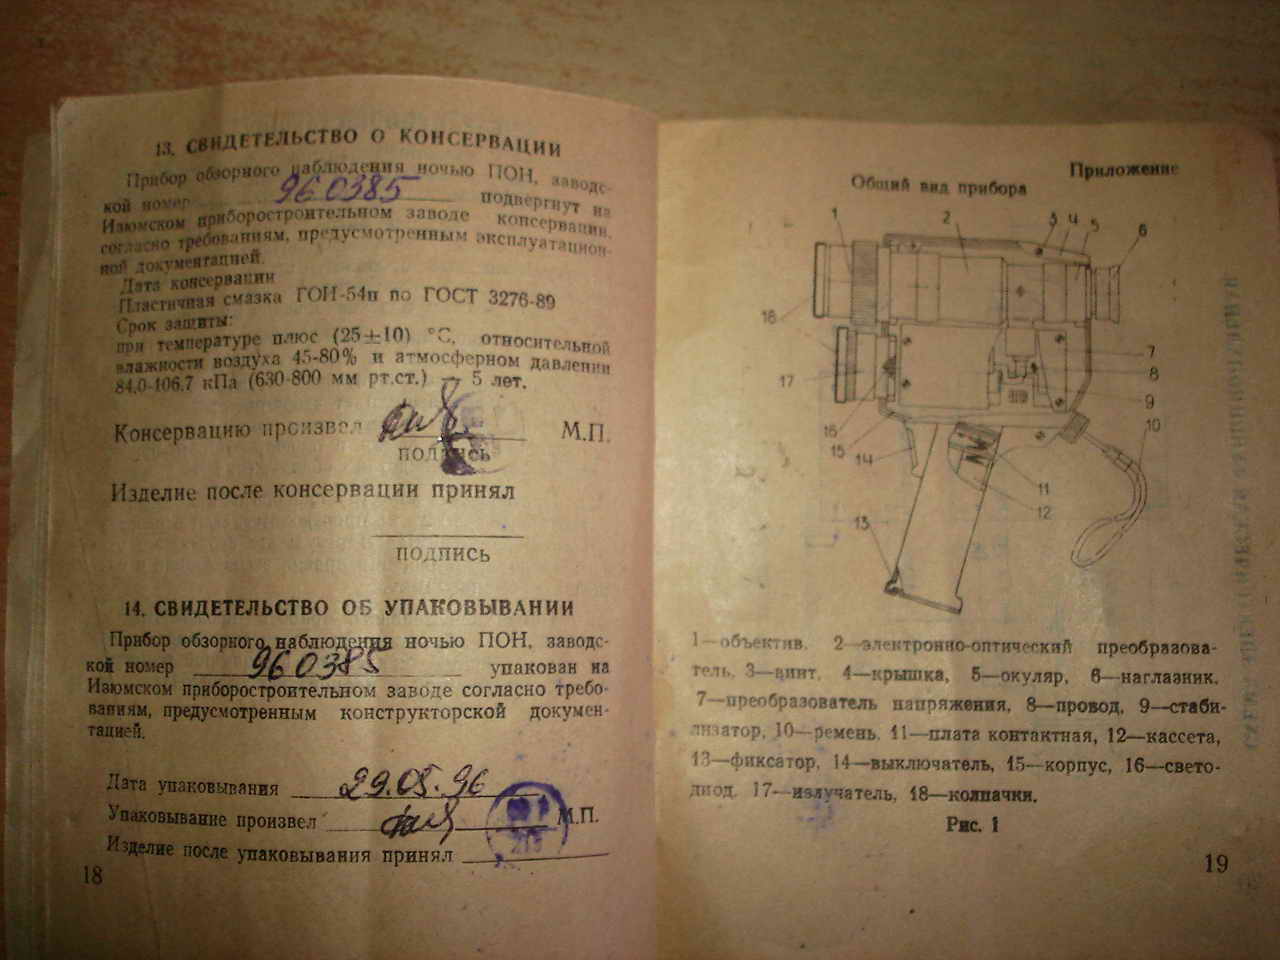 13. СВИДЕТЕЛЬСТВО О КОНСЕРВАЦИИ
Прибор обзорного наблюдения ночью ПОН, заводс-
кой номер 960385 подвергнут на
Изюмском приборостроительном заводе консервации,
согласно требованиям, предусмотренным эксплуатацион-
ной документацией.
Дата консервации
Пластичная смазка ГОИ-54п по ГОСТ 3276-89
Срок защиты:
при температуре плюс (25±10) °С, относительной
влажности воздуха 45-80% и атмосферном давлении
84,0-106,7 кПа (630-800 мм рт.ст.) — 5 лет.
Консервацию произвел М.П.
подпись
Изделие после консервации принял
подпись
14. СВИДЕТЕЛЬСТВО ОБ УПАКОВЫВАНИИ
Прибор обзорного наблюдения ночью ПОН, заводс-
кой номер 960385 упакован на
Изюмском приборостроительном заводе согласно требо-
ваниям, предусмотренным конструкторской докумен-
тацией.
Дата упаковывания 29.05.96
Упаковывание произвел М.П.
Изделие после упаковывания принял
18
Приложение
Общий вид прибора
1 2 3 4 5 6
18
7
17 8
9
16 10
15
14
11
12
13
1—объектив, 2—электронно-оптический преобразова-
тель, 3—винт, 4—крышка, 5—окуляр, 6—наглазник,
7—преобразователь напряжения, 8—провод, 9—стаби-
лизатор, 10—ремень, 11—плата контактная, 12—кассета,
13—фиксатор, 14—выключатель, 15—корпус, 16—свето-
диод, 17—излучатель, 18—колпачки.
Рис. 1
19